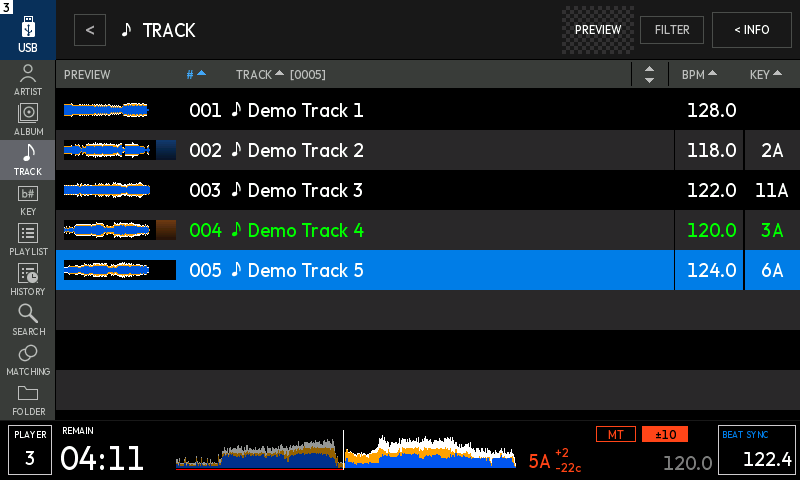 3
USB
<
♪ TRACK
PREVIEW
FILTER
< INFO
PREVIEW # TRACK [0005] BPM KEY
001 ♪ Demo Track 1 128.0
002 ♪ Demo Track 2 118.0 2A
003 ♪ Demo Track 3 122.0 11A
004 ♪ Demo Track 4 120.0 3A
005 ♪ Demo Track 5 124.0 6A
ARTIST
ALBUM
TRACK
b#
KEY
PLAYLIST
HISTORY
SEARCH
MATCHING
FOLDER
PLAYER
3
REMAIN
04:11
5A +2
-22c
MT
±10
120.0
BEAT SYNC
122.4